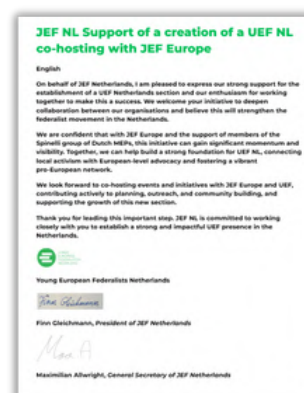 JEF NL Support of a creation of a UEF NL
co-hosting with JEF Europe
English
On behalf of JEF Netherlands, I am pleased to express our strong support for the
establishment of a UEF Netherlands section and our enthusiasm for working
together to make this a success. We welcome your initiative to deepen
collaboration between our organisations and believe this will strengthen the
federalist movement in the Netherlands.
We are confident that with JEF Europe and the support of members of the
Spinelli group of Dutch MEPs, this initiative can gain significant momentum and
visibility. Together, we can help build a strong foundation for UEF NL, connecting
local activism with European-level advocacy and fostering a vibrant
pro-European network.
We look forward to co-hosting events and initiatives with JEF Europe and UEF,
contributing actively to planning, outreach, and community building, and
supporting the growth of this new section.
Thank you for leading this important step. JEF NL is committed to working
closely with you to establish a strong and impactful UEF presence in the
Netherlands.
Young European Federalists Netherlands
Finn Gleichmann
Finn Gleichmann, President of JEF Netherlands
Max A
Maximilian Allwright, General Secretary of JEF Netherlands